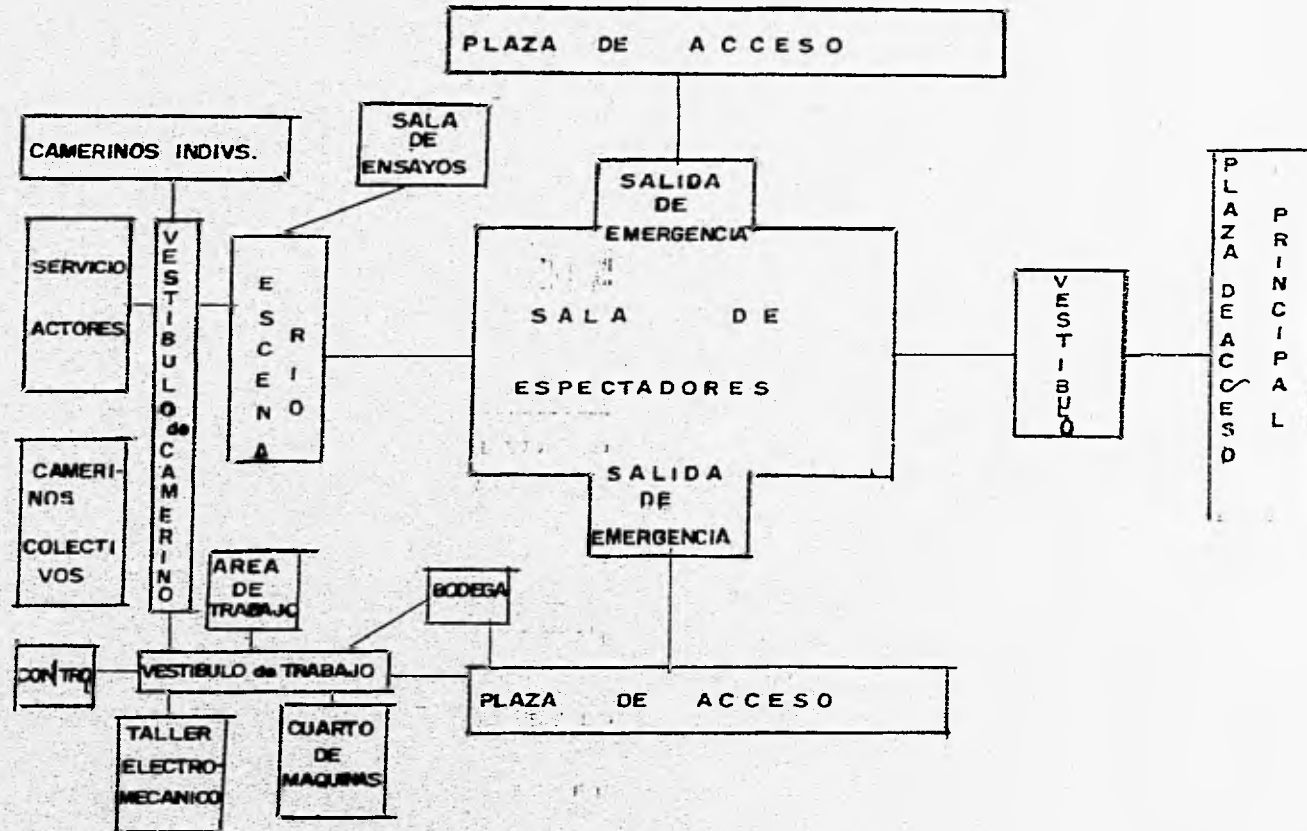 PLAZA DE ACCESO
SALA
DE
ENSAYOS
CAMERINOS INDIVS.
SALIDA
DE
EMERGENCIA
PLAZA DE ACCESO
PRINCIPAL
SERVICIO
ACTORES
VESTIBULO de CAMERINO
ESCENA
RIO
SALA DE
ESPECTADORES
VESTIBULO
CAMERI-
NOS
COLECTI
VOS
SALIDA
DE
EMERGENCIA
AREA
DE
TRABAJO
BODEGA
CONTROL
VESTIBULO de TRABAJO
PLAZA DE ACCESO
TALLER
ELECTRO-
MECANICO
CUARTO
DE
MAQUINAS